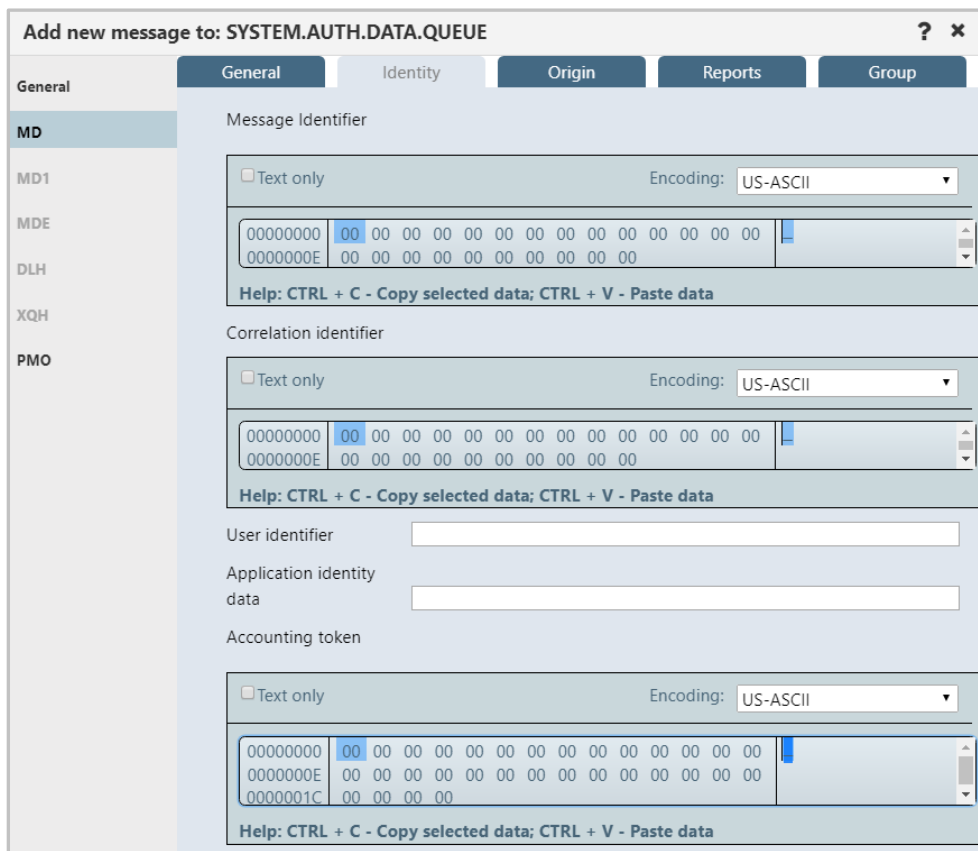 Add new message to: SYSTEM.AUTH.DATA.QUEUE ? ×
General
MD
MD1
MDE
DLH
XQH
PMO
General Identity Origin Reports Group
Message Identifier
Text only Encoding: US-ASCII
00000000 00 00 00 00 00 00 00 00 00 00 00 00 00 00 _
0000000E 00 00 00 00 00 00 00 00 00 00
Help: CTRL + C - Copy selected data; CTRL + V - Paste data
Correlation identifier
Text only Encoding: US-ASCII
00000000 00 00 00 00 00 00 00 00 00 00 00 00 00 00 _
0000000E 00 00 00 00 00 00 00 00 00 00
Help: CTRL + C - Copy selected data; CTRL + V - Paste data
User identifier
Application identity
data
Accounting token
Text only Encoding: US-ASCII
00000000 00 00 00 00 00 00 00 00 00 00 00 00 00 00 _
0000000E 00 00 00 00 00 00 00 00 00 00 00 00 00 00
0000001C 00 00 00 00
Help: CTRL + C - Copy selected data; CTRL + V - Paste data